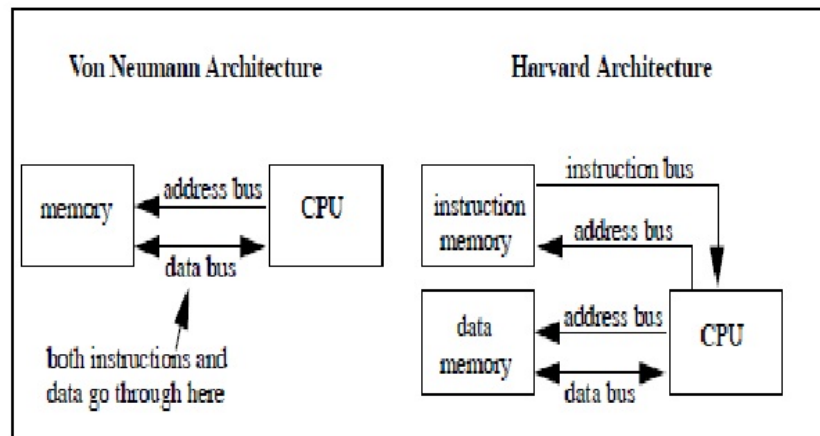 Von Neumann Architecture
memory
address bus
CPU
data bus
both instructions and
data go through here
Harvard Architecture
instruction
memory
instruction bus
address bus
data
memory
address bus
data bus
CPU